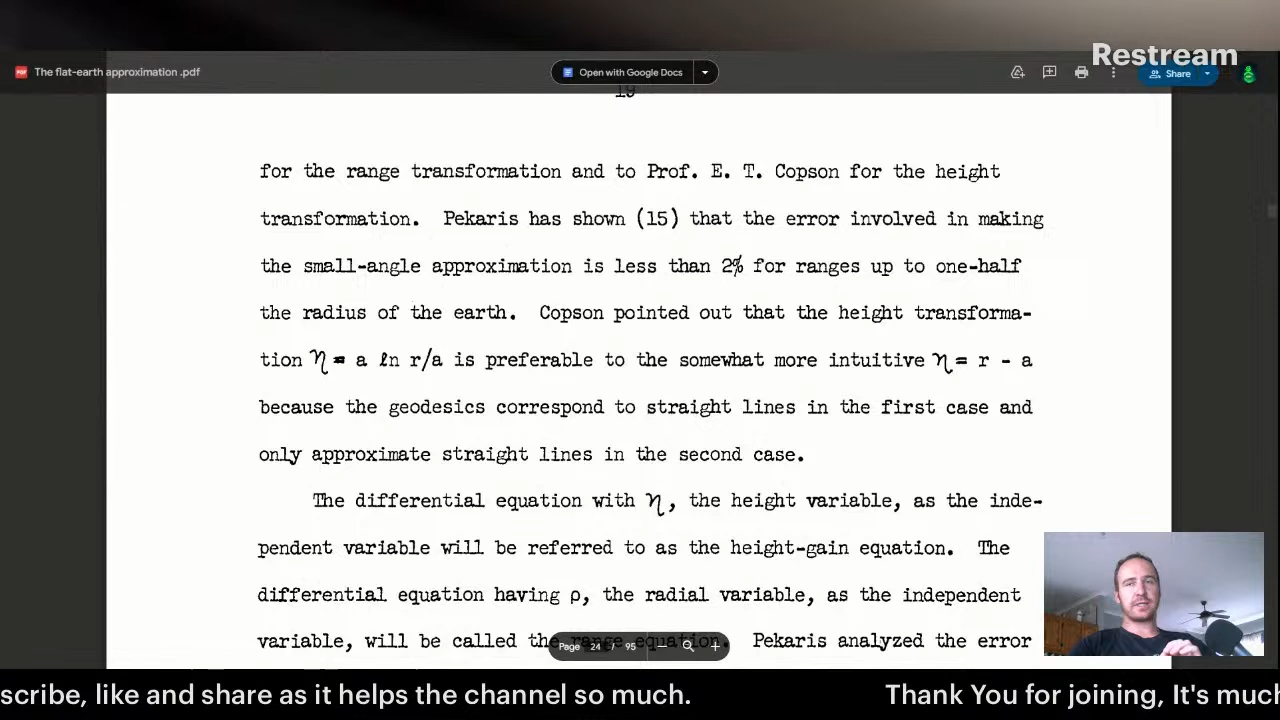 Restream
The flat-earth approximation .pdf
Open with Google Docs
Share
19
for the range transformation and to Prof. E. T. Copson for the height
transformation. Pekaris has shown (15) that the error involved in making
the small-angle approximation is less than 2% for ranges up to one-half
the radius of the earth. Copson pointed out that the height transforma-
tion η = a ln r/a is preferable to the somewhat more intuitive η = r - a
because the geodesics correspond to straight lines in the first case and
only approximate straight lines in the second case.
The differential equation with η, the height variable, as the inde-
pendent variable will be referred to as the height-gain equation. The
differential equation having ρ, the radial variable, as the independent
variable, will be called the range equation. Pekaris analyzed the error
Page 24 / 95
scribe, like and share as it helps the channel so much.
Thank You for joining, It's much